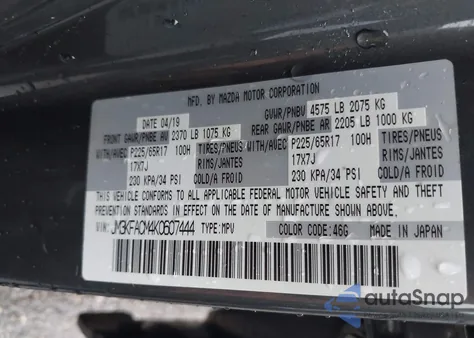 MFD. BY MAZDA MOTOR CORPORATION
DATE 04/19 GVWR/PNBV 4575 LB 2075 KG
FRONT GAWR/PNBE AV 2370 LB 1075 KG REAR GAWR/PNBE AR 2205 LB 1000 KG
WITH/AVEC P225/65R17 100H TIRES/PNEUS WITH/AVEC P225/65R17 100H TIRES/PNEUS
17X7J RIMS/JANTES 17X7J RIMS/JANTES
230 KPA/34 PSI COLD/A FROID 230 KPA/34 PSI COLD/A FROID
THIS VEHICLE CONFORMS TO ALL APPLICABLE FEDERAL MOTOR VEHICLE SAFETY AND THEFT
PREVENTION STANDARDS IN EFFECT ON THE DATE OF MANUFACTURE SHOWN ABOVE.
VIN: JM3KFACM4K0607444 TYPE: MPV COLOR CODE: 46G MADE IN JAPAN
autoSnap